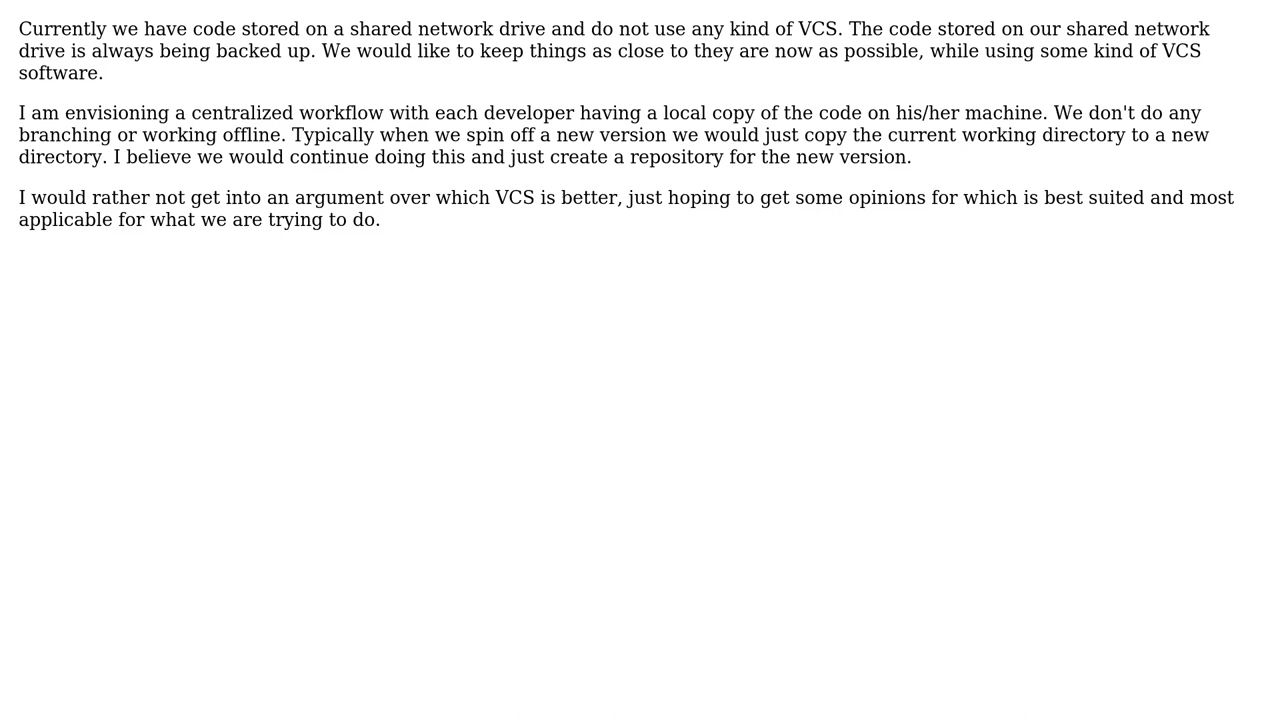 Currently we have code stored on a shared network drive and do not use any kind of VCS. The code stored on our shared network
drive is always being backed up. We would like to keep things as close to they are now as possible, while using some kind of VCS
software.
I am envisioning a centralized workflow with each developer having a local copy of the code on his/her machine. We don't do any
branching or working offline. Typically when we spin off a new version we would just copy the current working directory to a new
directory. I believe we would continue doing this and just create a repository for the new version.
I would rather not get into an argument over which VCS is better, just hoping to get some opinions for which is best suited and most
applicable for what we are trying to do.